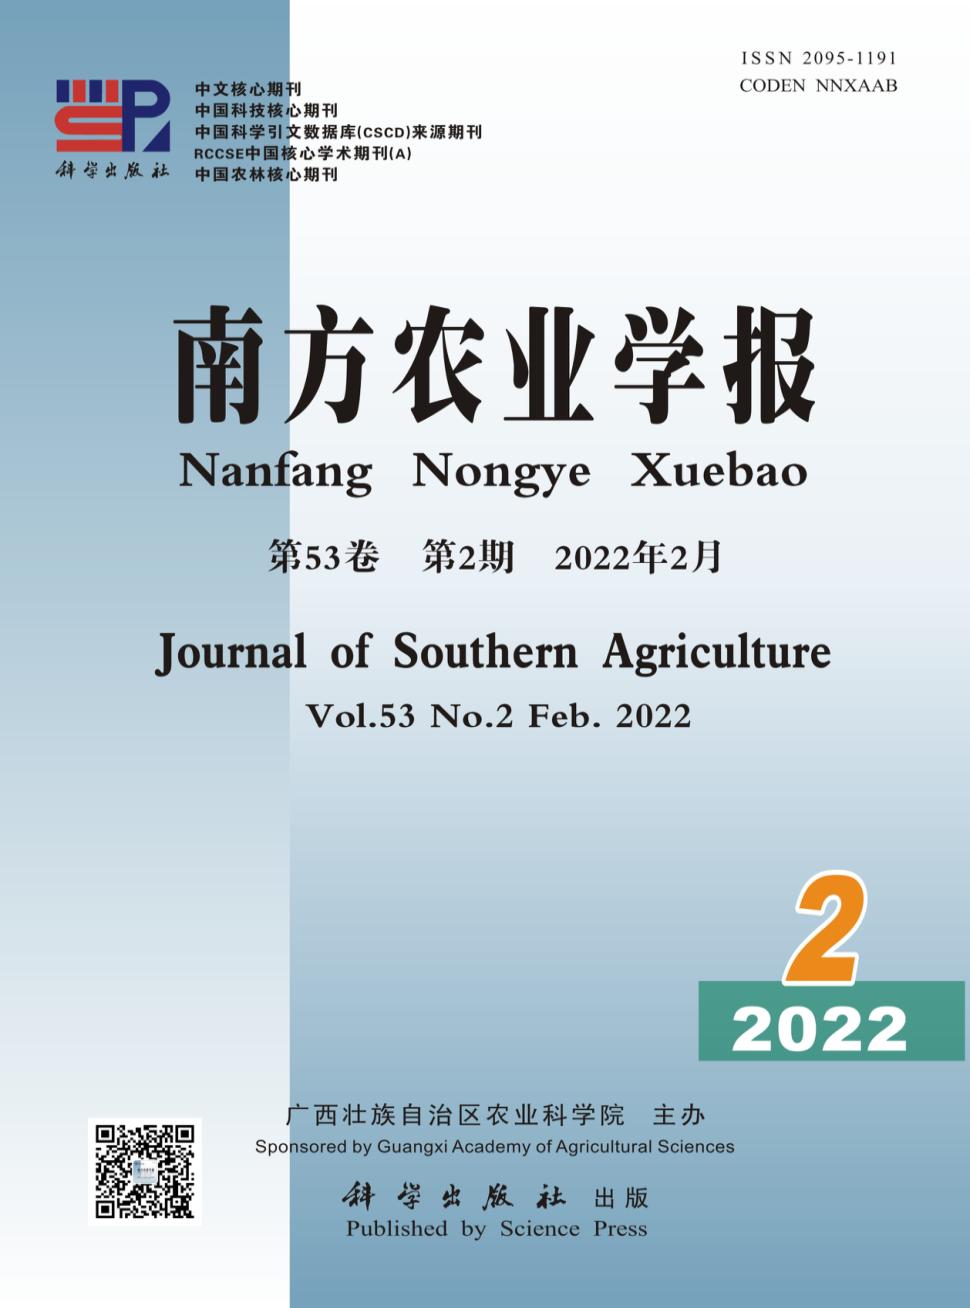 ISSN 2095-1191
CODEN NNXAAB
科学出版社
中文核心期刊
中国科技核心期刊
中国科学引文数据库(CSCD)来源期刊
RCCSE中国核心学术期刊(A)
中国农林核心期刊
南方农业学报
Nanfang Nongye Xuebao
第53卷 第2期 2022年2月
Journal of Southern Agriculture
Vol.53 No.2 Feb. 2022
2
2022
广西壮族自治区农业科学院 主办
Sponsored by Guangxi Academy of Agricultural Sciences
科学出版社 出版
Published by Science Press